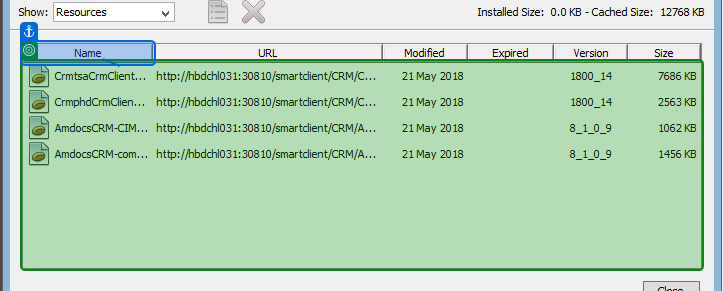 Show: Resources Installed Size: 0.0 KB - Cached Size: 12768 KB
Name URL Modified Expired Version Size
CrmtsaCrmClient... http://hbdchl031:30810/smartclient/CRM/C... 21 May 2018 1800_14 7686 KB
CrmphdCrmClien... http://hbdchl031:30810/smartclient/CRM/C... 21 May 2018 1800_14 2563 KB
AmdocsCRM-CIM... http://hbdchl031:30810/smartclient/CRM/A... 21 May 2018 8_1_0_9 1062 KB
AmdocsCRM-com... http://hbdchl031:30810/smartclient/CRM/A... 21 May 2018 8_1_0_9 1456 KB
Close